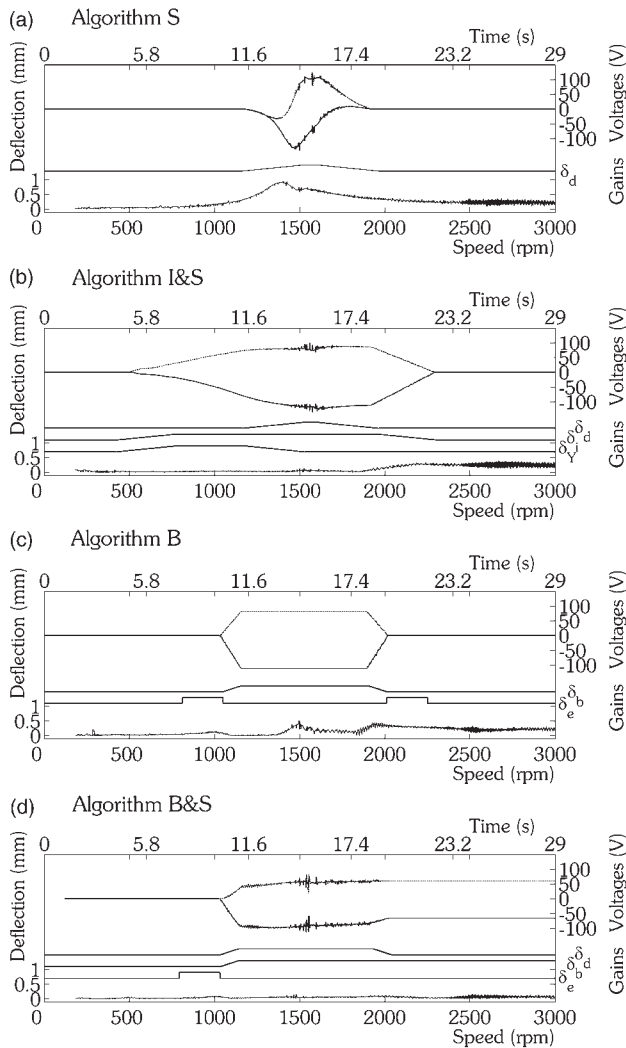 (a) Algorithm S
Time (s)
0 5.8 11.6 17.4 23.2 29
Deflection (mm)
100
50
0
-50
-100
Voltages (V)
δd
Gains
1
0.5
0
0 500 1000 1500 2000 2500 3000
Speed (rpm)
(b) Algorithm I&S
Time (s)
0 5.8 11.6 17.4 23.2 29
Deflection (mm)
100
50
0
-50
-100
Voltages (V)
δd
δi
δY
Gains
1
0.5
0
0 500 1000 1500 2000 2500 3000
Speed (rpm)
(c) Algorithm B
Time (s)
0 5.8 11.6 17.4 23.2 29
Deflection (mm)
100
50
0
-50
-100
Voltages (V)
δb
δe
Gains
1
0.5
0
0 500 1000 1500 2000 2500 3000
Speed (rpm)
(d) Algorithm B&S
Time (s)
0 5.8 11.6 17.4 23.2 29
Deflection (mm)
100
50
0
-50
-100
Voltages (V)
δd
δb
δe
Gains
1
0.5
0
0 500 1000 1500 2000 2500 3000
Speed (rpm)